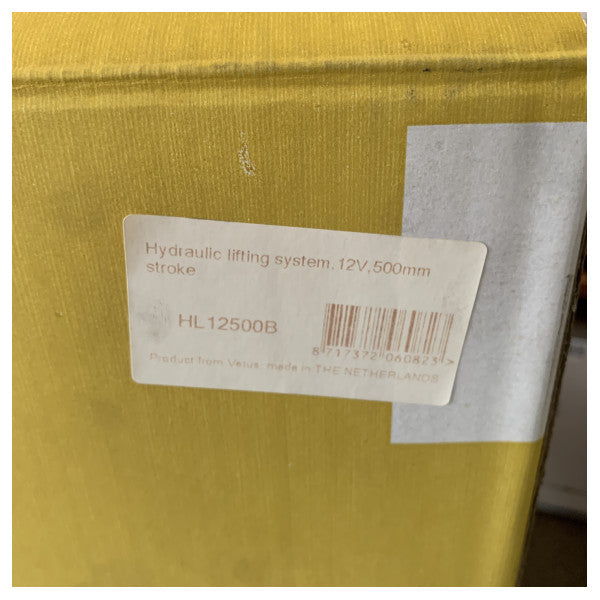 Hydraulic lifting system,12V,500mm
stroke
HL12500B
8 717372 060823 >
Product from Vetus, made in THE NETHERLANDS